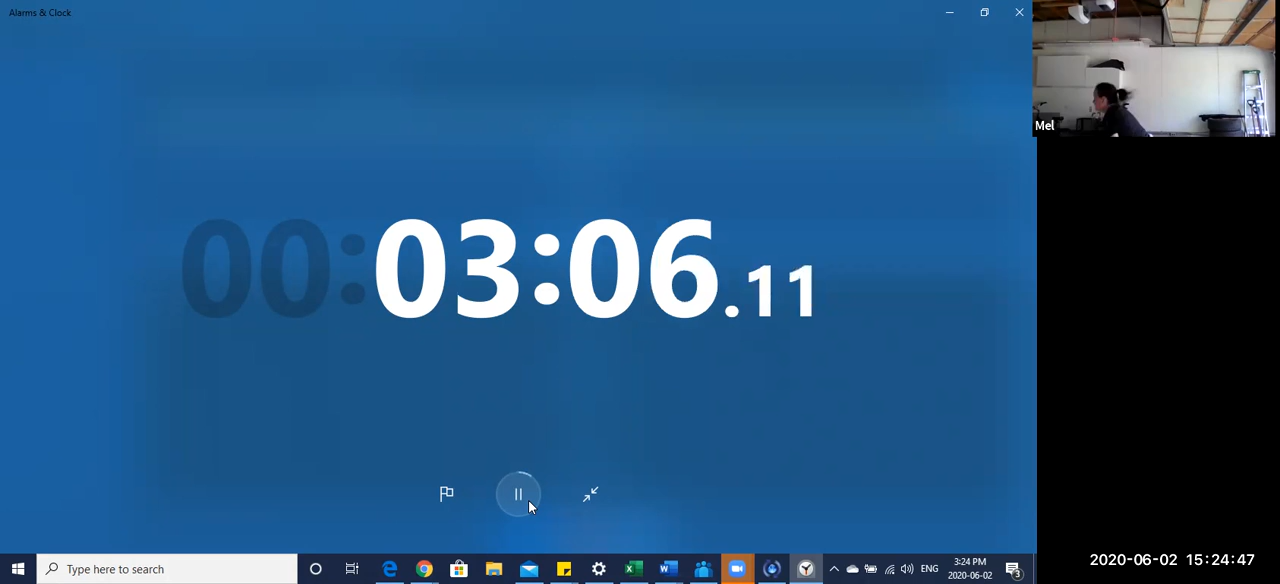 Alarms & Clock
Mel
00:03:06.11
Type here to search
ENG
3:24 PM
2020-06-02
3
2020-06-02 15:24:47